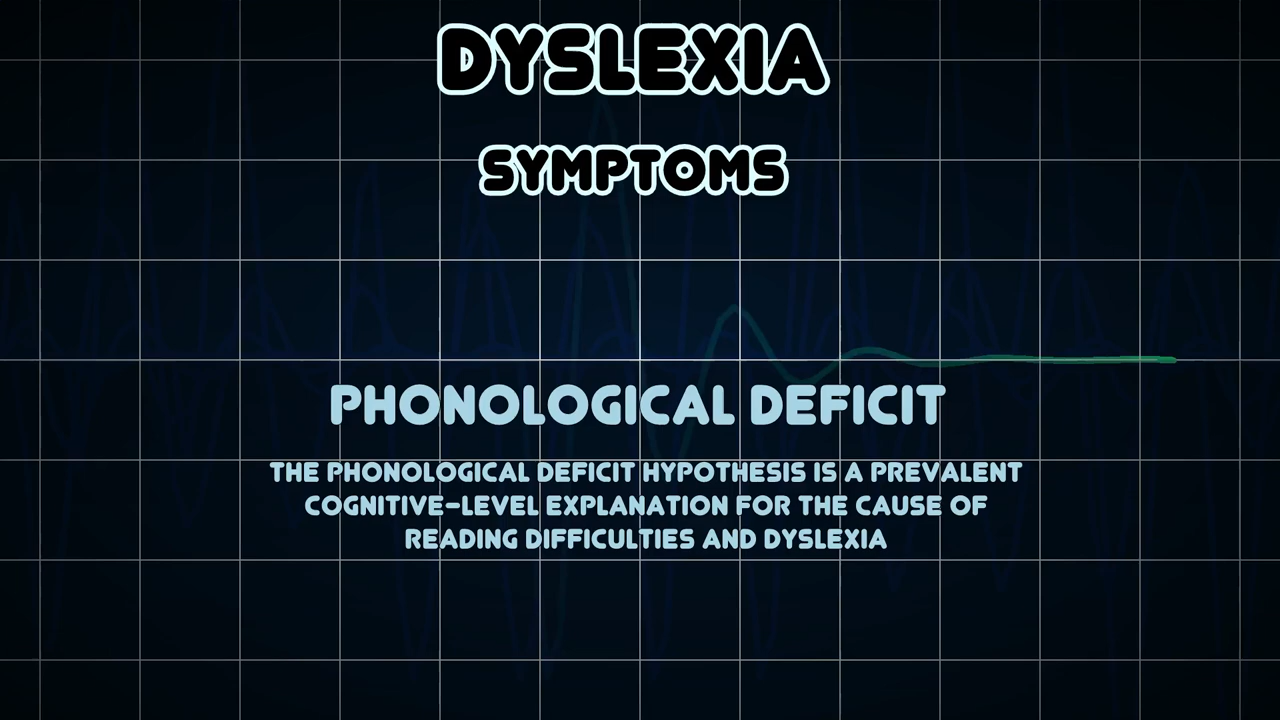 DYSLEXIA
SYMPTOMS
PHONOLOGICAL DEFICIT
THE PHONOLOGICAL DEFICIT HYPOTHESIS IS A PREVALENT
COGNITIVE-LEVEL EXPLANATION FOR THE CAUSE OF
READING DIFFICULTIES AND DYSLEXIA